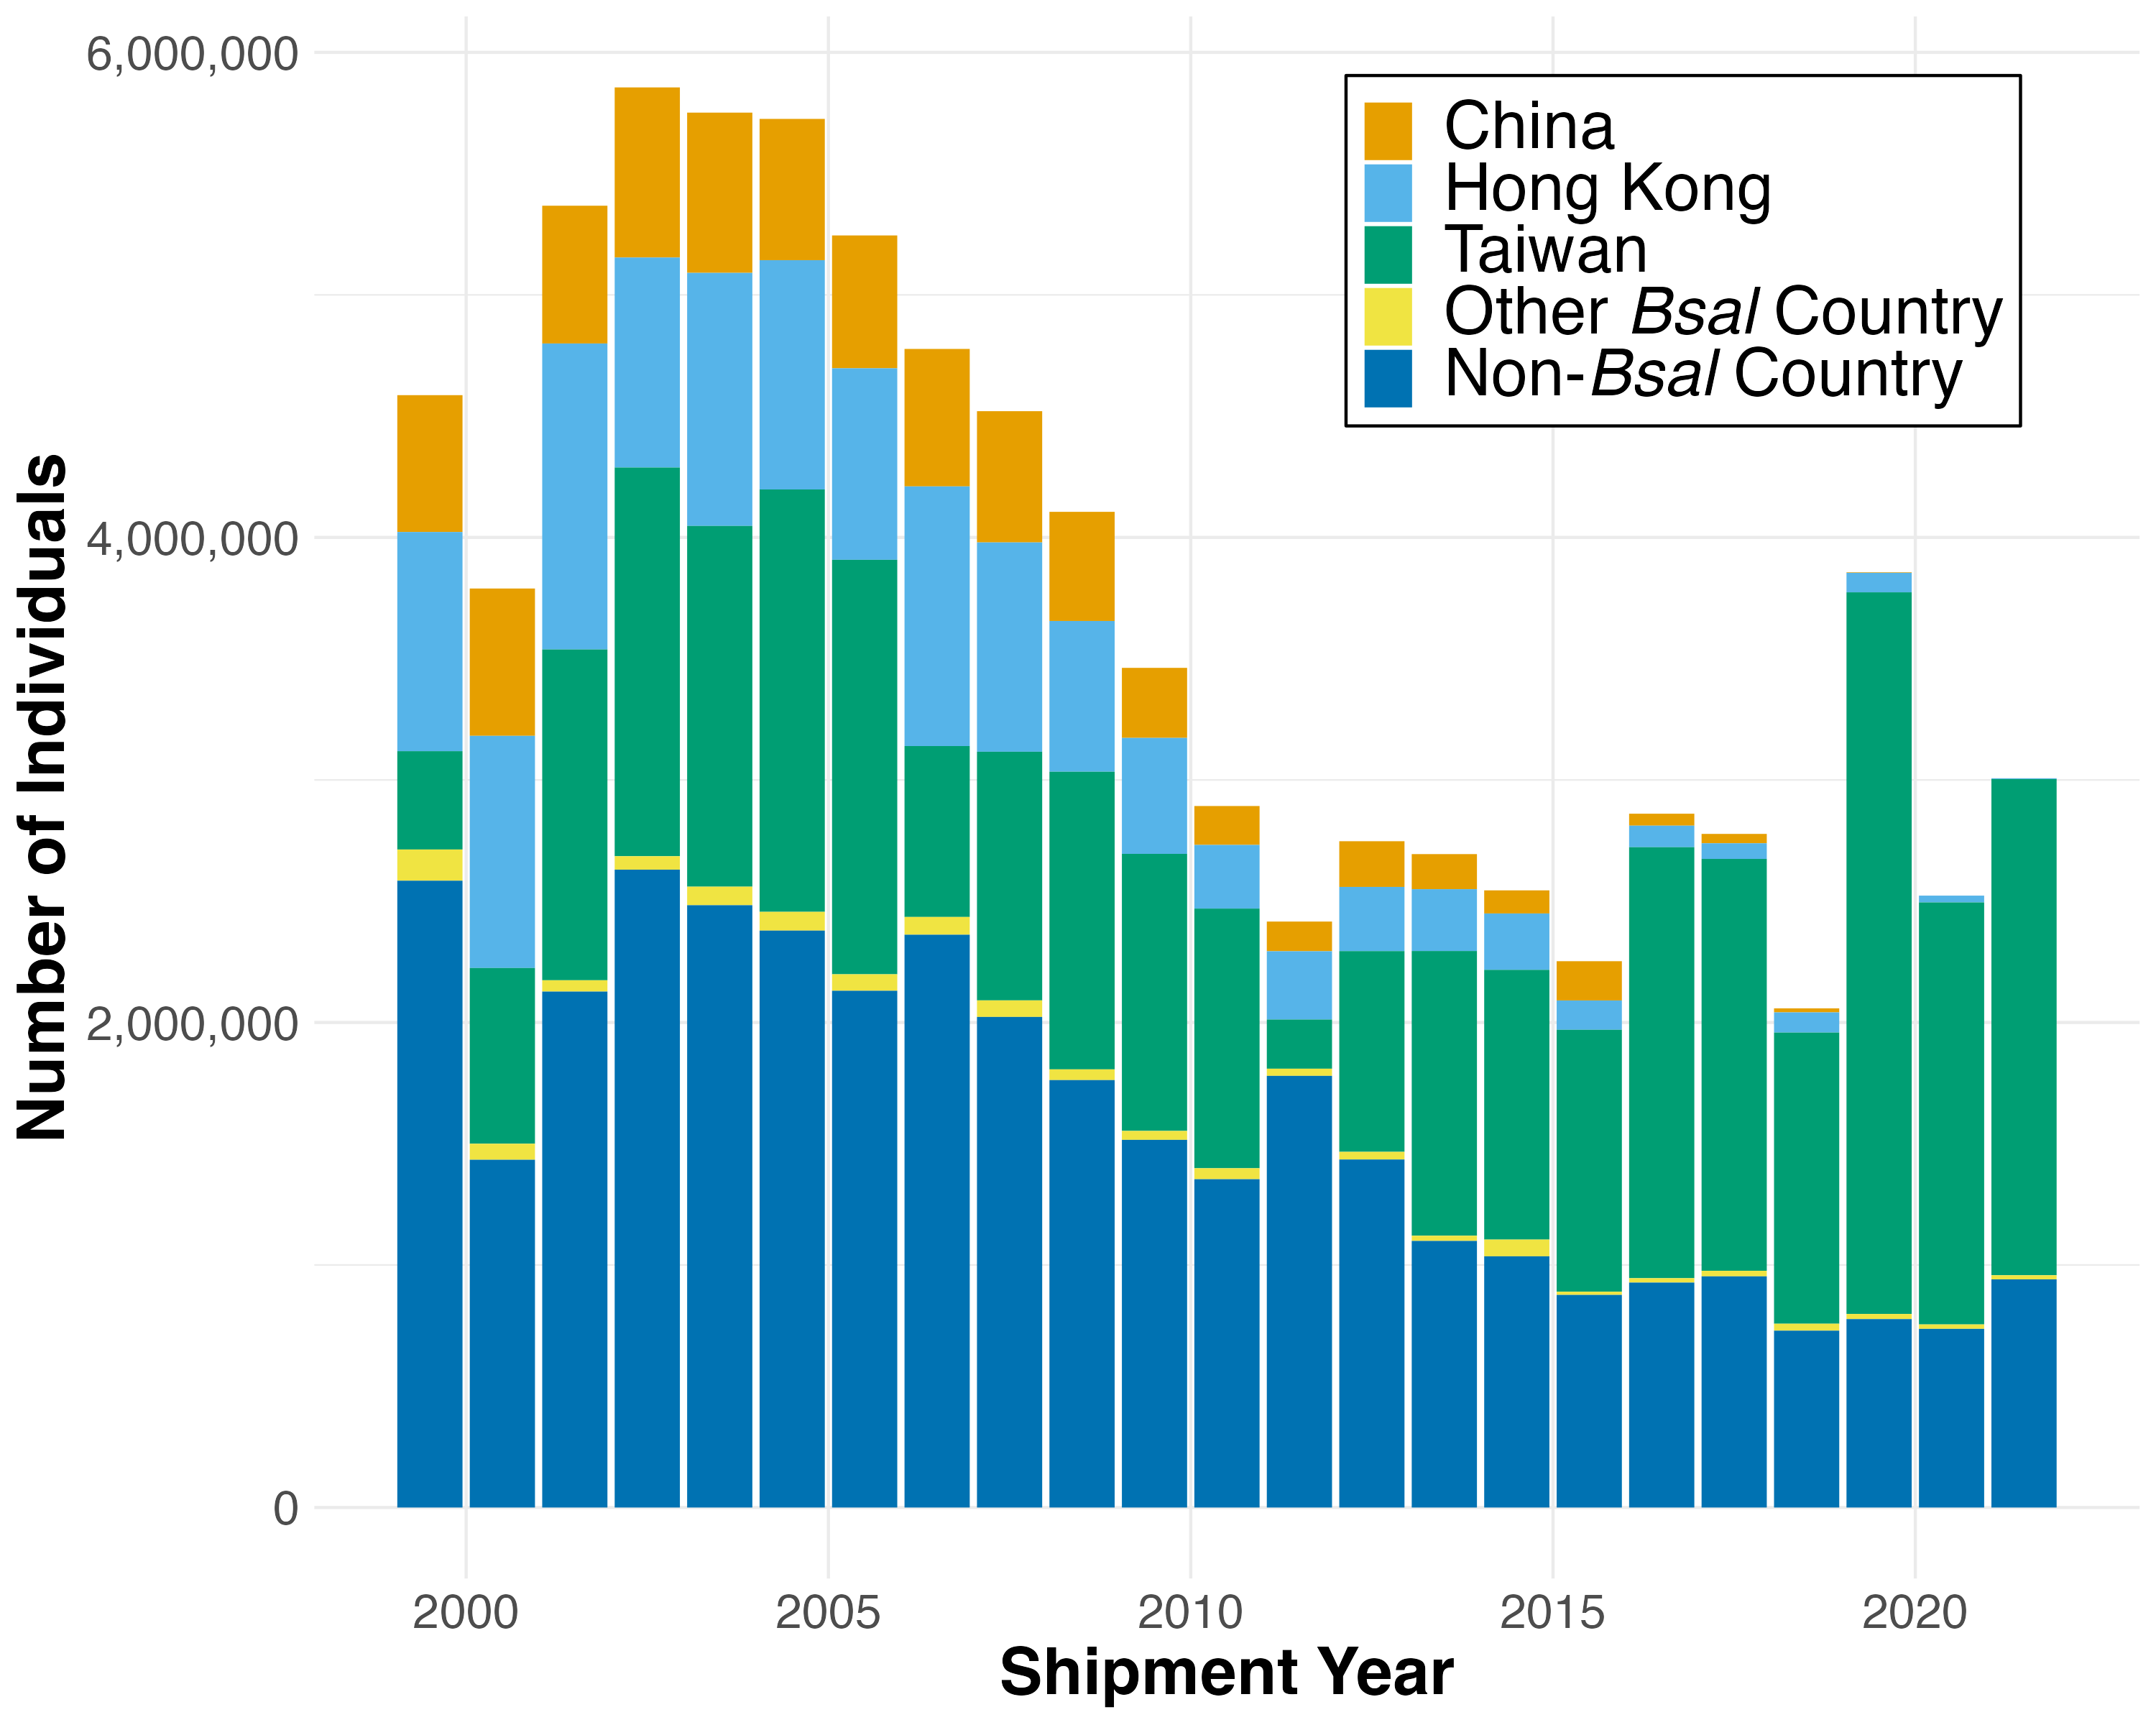 6,000,000
4,000,000
2,000,000
0
Number of Individuals
China
Hong Kong
Taiwan
Other Bsal Country
Non-Bsal Country
2000 2005 2010 2015 2020
Shipment Year